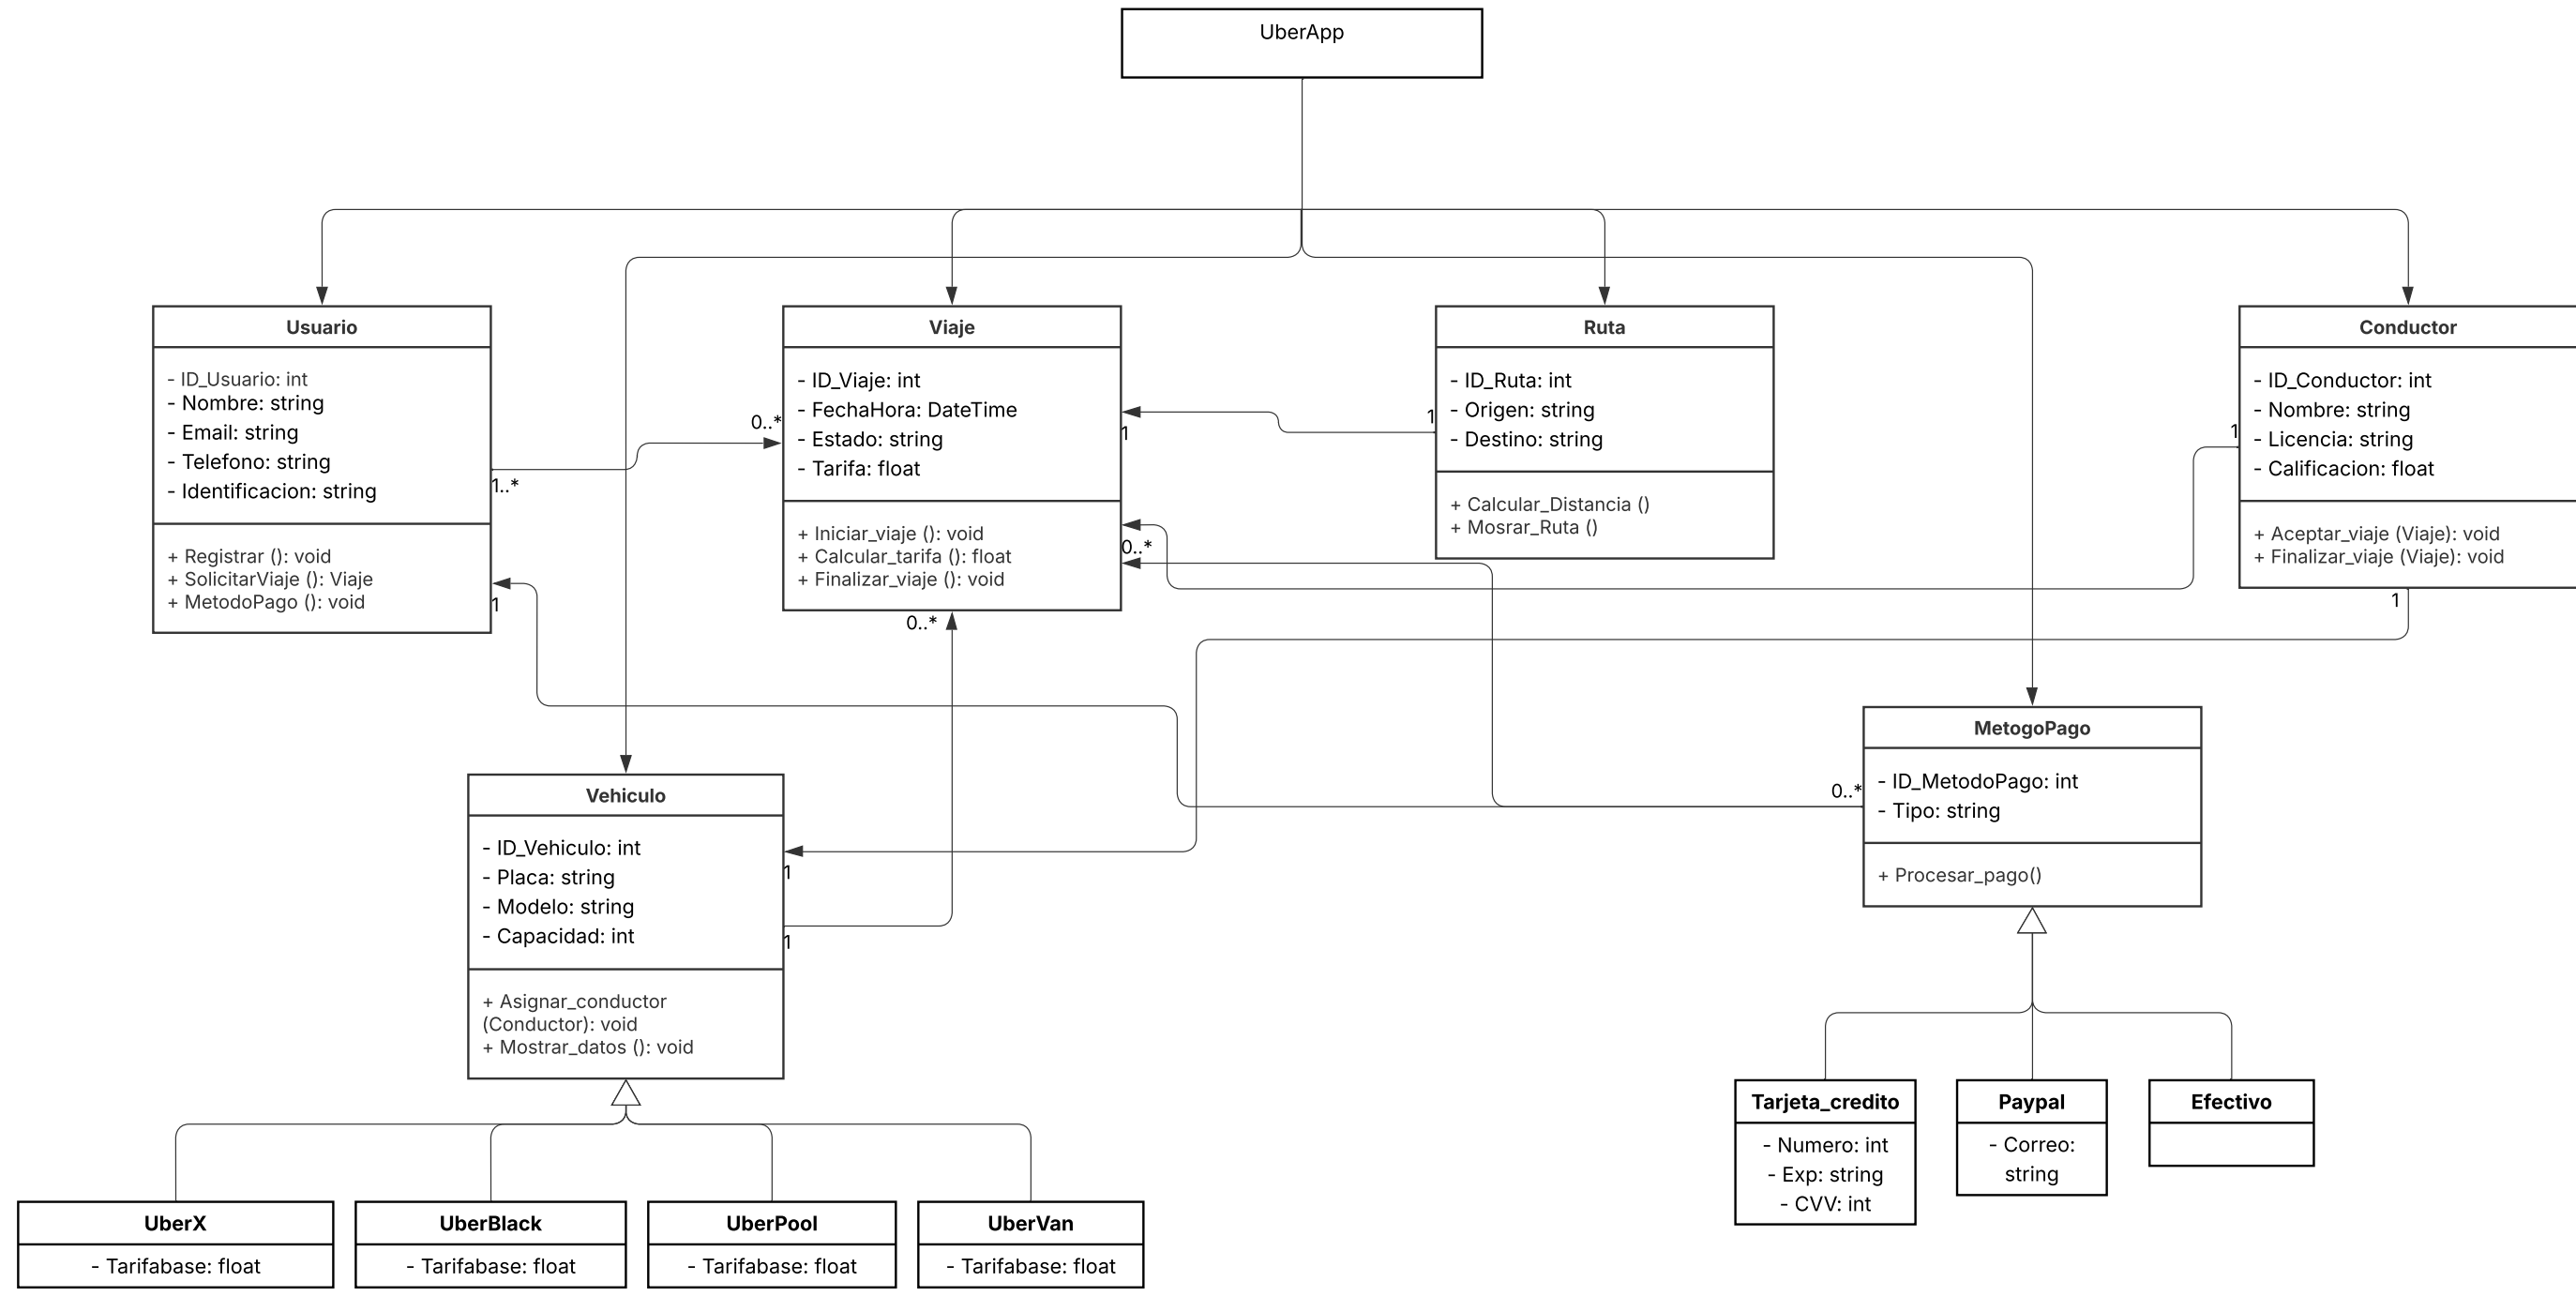 UberApp
Usuario
- ID_Usuario: int
- Nombre: string
- Email: string
- Telefono: string
- Identificacion: string
+ Registrar (): void
+ SolicitarViaje (): Viaje
+ MetodoPago (): void
1..*
1
0..*
Viaje
- ID_Viaje: int
- FechaHora: DateTime
- Estado: string
- Tarifa: float
+ Iniciar_viaje (): void
+ Calcular_tarifa (): float
+ Finalizar_viaje (): void
1
0..*
0..*
1
Ruta
- ID_Ruta: int
- Origen: string
- Destino: string
+ Calcular_Distancia ()
+ Mosrar_Ruta ()
1
Conductor
- ID_Conductor: int
- Nombre: string
- Licencia: string
- Calificacion: float
+ Aceptar_viaje (Viaje): void
+ Finalizar_viaje (Viaje): void
1
Vehiculo
- ID_Vehiculo: int
- Placa: string
- Modelo: string
- Capacidad: int
+ Asignar_conductor
(Conductor): void
+ Mostrar_datos (): void
1
1
0..*
MetogoPago
- ID_MetodoPago: int
- Tipo: string
+ Procesar_pago()
Tarjeta_credito
- Numero: int
- Exp: string
- CVV: int
Paypal
- Correo:
string
Efectivo
UberX
- Tarifabase: float
UberBlack
- Tarifabase: float
UberPool
- Tarifabase: float
UberVan
- Tarifabase: float